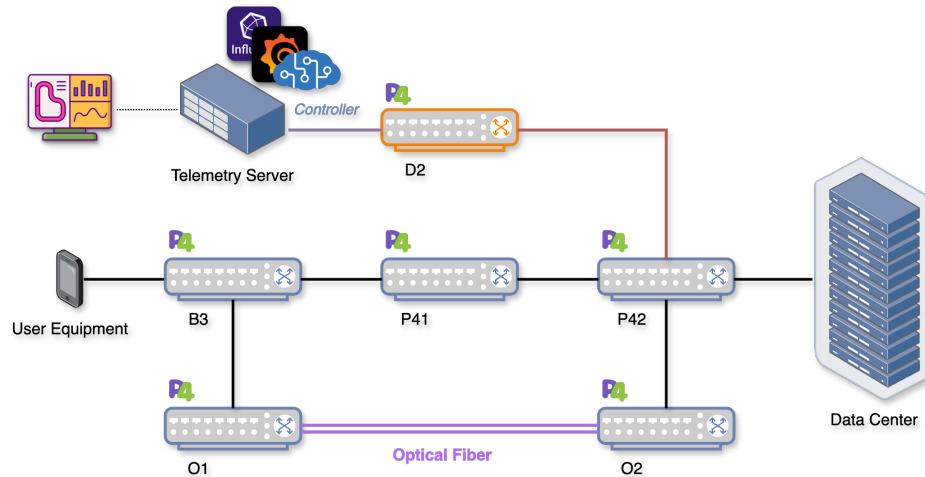 Influ
Controller
P4
Telemetry Server
D2
P4
P4
P4
User Equipment
B3
P41
P42
P4
P4
Data Center
O1
Optical Fiber
O2